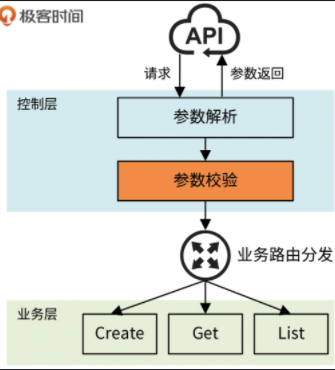 极客时间
API
请求
参数返回
控制层
参数解析
参数校验
业务路由分发
业务层
Create
Get
List